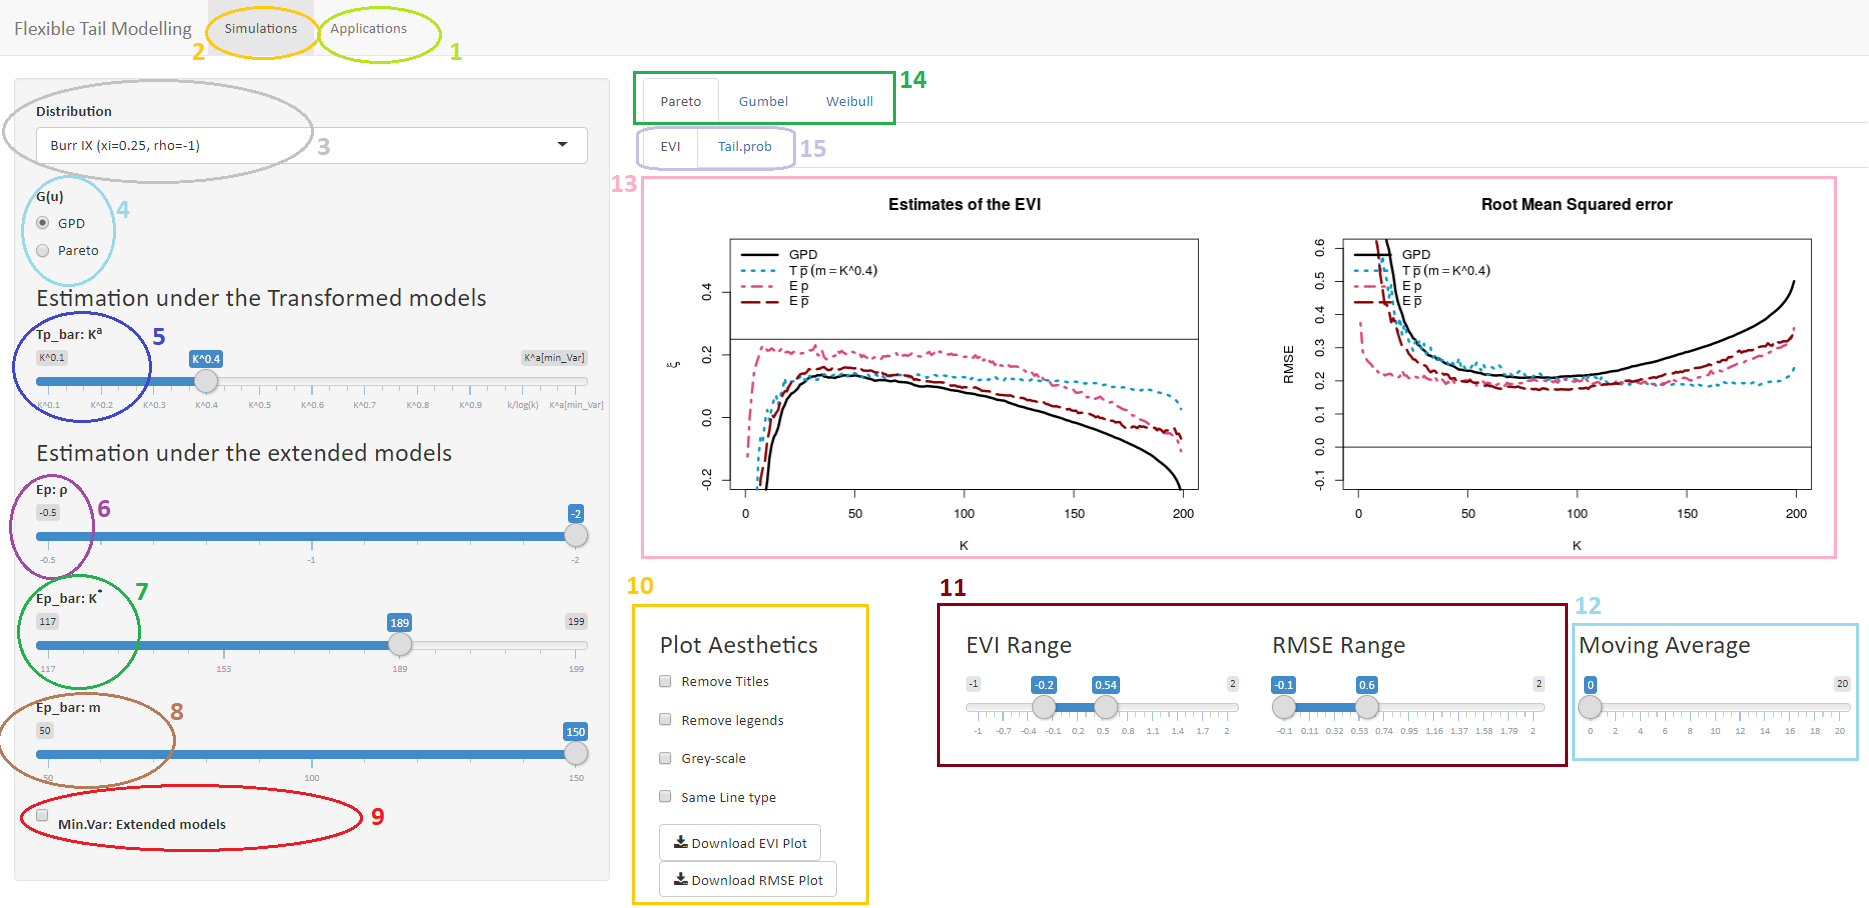 Flexible Tail Modelling Simulations Applications
2 1
Distribution
Burr IX (xi=0.25, rho=-1)
3
G(u)
4
GPD
Pareto
Estimation under the Transformed models
Tp_bar: K^a
5
K^0.1 K^0.4 K^a[min_Var]
K^0.1 K^0.2 K^0.3 K^0.4 K^0.5 K^0.6 K^0.7 K^0.8 K^0.9 k/log(k) K^a[min_Var]
Estimation under the extended models
Ep: ρ
-0.5 -2
6
-0.5 -1 -2
Ep_bar: K*
7
117 189 199
117 153 189 199
Ep_bar: m
8
50 150
50 100 150
Min.Var: Extended models
9
Pareto Gumbel Weibull
14
EVI Tail.prob
15
13
Estimates of the EVI
GPD
T p̅ (m = K^0.4)
E p
E p̅
ξ
0.4
0.2
0.0
-0.2
0 50 100 150 200
K
Root Mean Squared error
GPD
T p̅ (m = K^0.4)
E p
E p̅
RMSE
0.6
0.5
0.4
0.3
0.2
0.1
0.0
-0.1
0 50 100 150 200
K
10
Plot Aesthetics
Remove Titles
Remove legends
Grey-scale
Same Line type
Download EVI Plot
Download RMSE Plot
11
EVI Range
-1 -0.2 0.54 2
-1 -0.7 -0.4 -0.1 0.2 0.5 0.8 1.1 1.4 1.7 2
RMSE Range
-0.1 0.6 2
-0.1 0.11 0.32 0.53 0.74 0.95 1.16 1.37 1.58 1.79 2
12
Moving Average
0 20
0 2 4 6 8 10 12 14 16 18 20